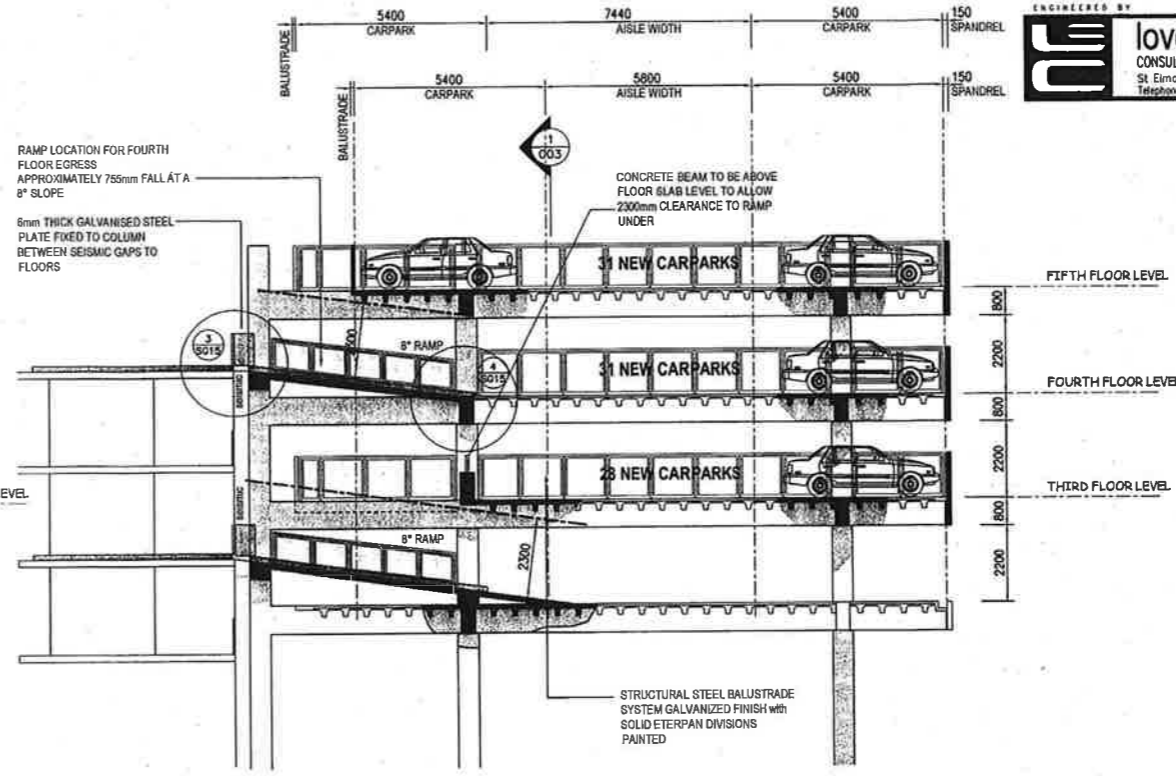 ENGINEERED BY
5400
7440
5400
150
CARPARK
AISLE WIDTH
CARPARK
SPANDREL
BALUSTRADE
CONSUL
Telephon
5400
5800
5400
150
CARPARK
AISLE WIDTH
CARPARK
SPANDREL
BALUSTRADE
1
003
RAMP LOCATION FOR FOURTH
FLOOR EGRESS
APPROXIMATELY 755mm FALL AT A
8° SLOPE
CONCRETE BEAM TO BE ABOVE
FLOOR SLAB LEVEL TO ALLOW
2300mm CLEARANCE TO RAMP
UNDER
6mm THICK GALVANISED STEEL
PLATE FIXED TO COLUMN
BETWEEN SEISMIC GAPS TO
FLOORS
31 NEW CARPARKS
FIFTH FLOOR LEVEL
800
3
S015
8° RAMP
4
S015
2200
31 NEW CARPARKS
FOURTH FLOOR LEVEL
800
2200
28 NEW CARPARKS
THIRD FLOOR LEVEL
EVEL
800
8° RAMP
2300
2200
STRUCTURAL STEEL BALUSTRADE
SYSTEM GALVANIZED FINISH with
SOLID ETERPAN DIVISIONS
PAINTED